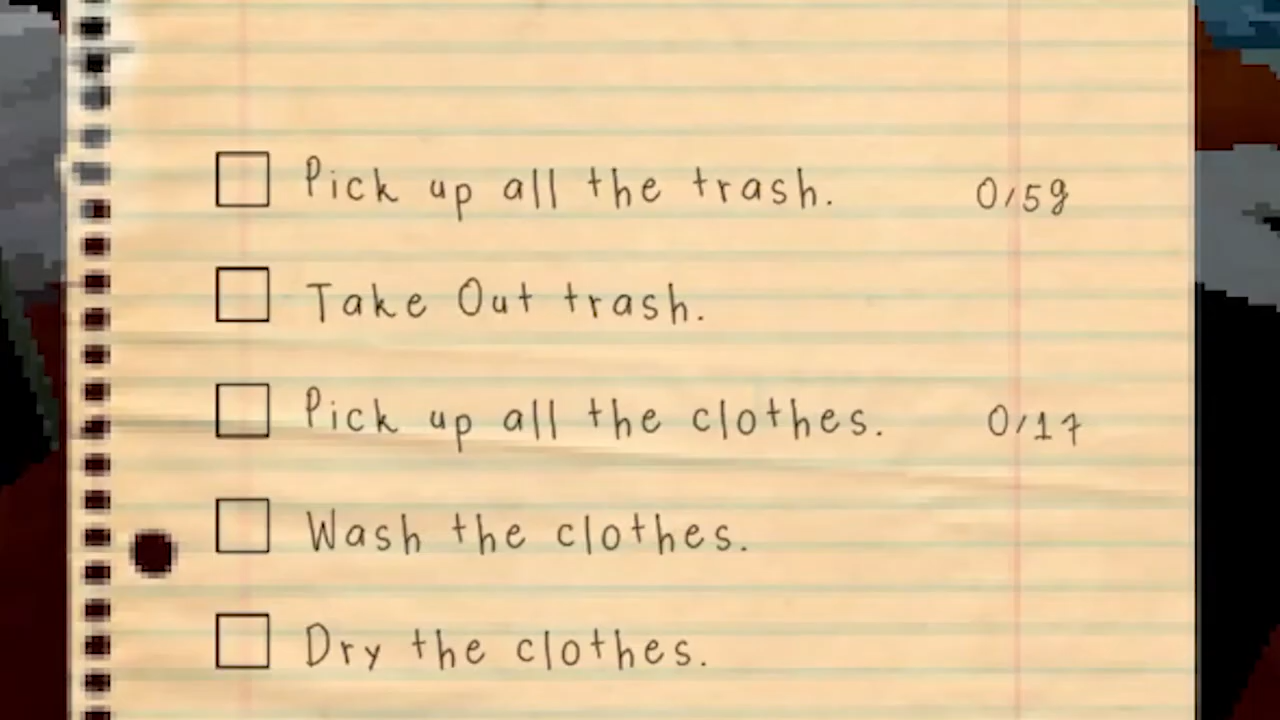 Pick up all the trash. 0/59
Take Out trash.
Pick up all the clothes. 0/17
Wash the clothes.
Dry the clothes.